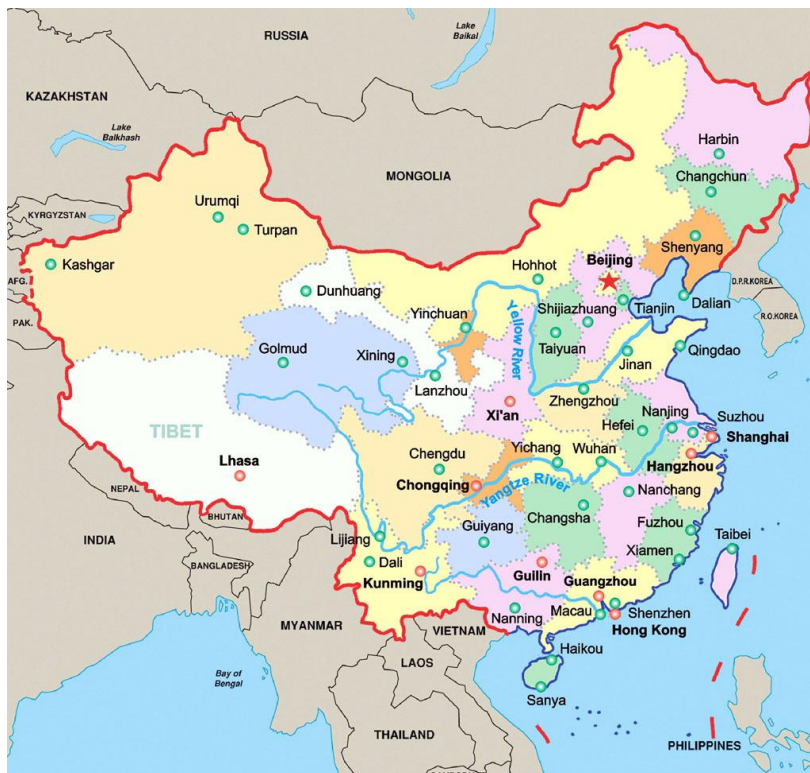 RUSSIA
Lake
Baikal
KAZAKHSTAN
Lake
Balkhash
MONGOLIA
Harbin
Changchun
Urumqi
Turpan
KYRGYZSTAN
Shenyang
Kashgar
Beijing
Hohhot
AFG.
Dunhuang
D.P.R.KOREA
Dalian
Tianjin
Shijiazhuang
Yinchuan
Yellow River
R.O.KOREA
PAK.
Golmud
Xining
Taiyuan
Jinan
Qingdao
Lanzhou
Zhengzhou
Xi'an
Nanjing
Suzhou
TIBET
Hefei
Shanghai
Chengdu
Yichang
Wuhan
Lhasa
Hangzhou
Chongqing
Yangtze River
NEPAL
Nanchang
Changsha
BHUTAN
Guiyang
Fuzhou
INDIA
Lijiang
Taibei
Xiamen
BANGLADESH
Dali
Kunming
Guilin
Guangzhou
Nanning
Macau
Shenzhen
MYANMAR
VIETNAM
Hong Kong
Haikou
LAOS
Bay of
Bengal
Sanya
THAILAND
PHILIPPINES